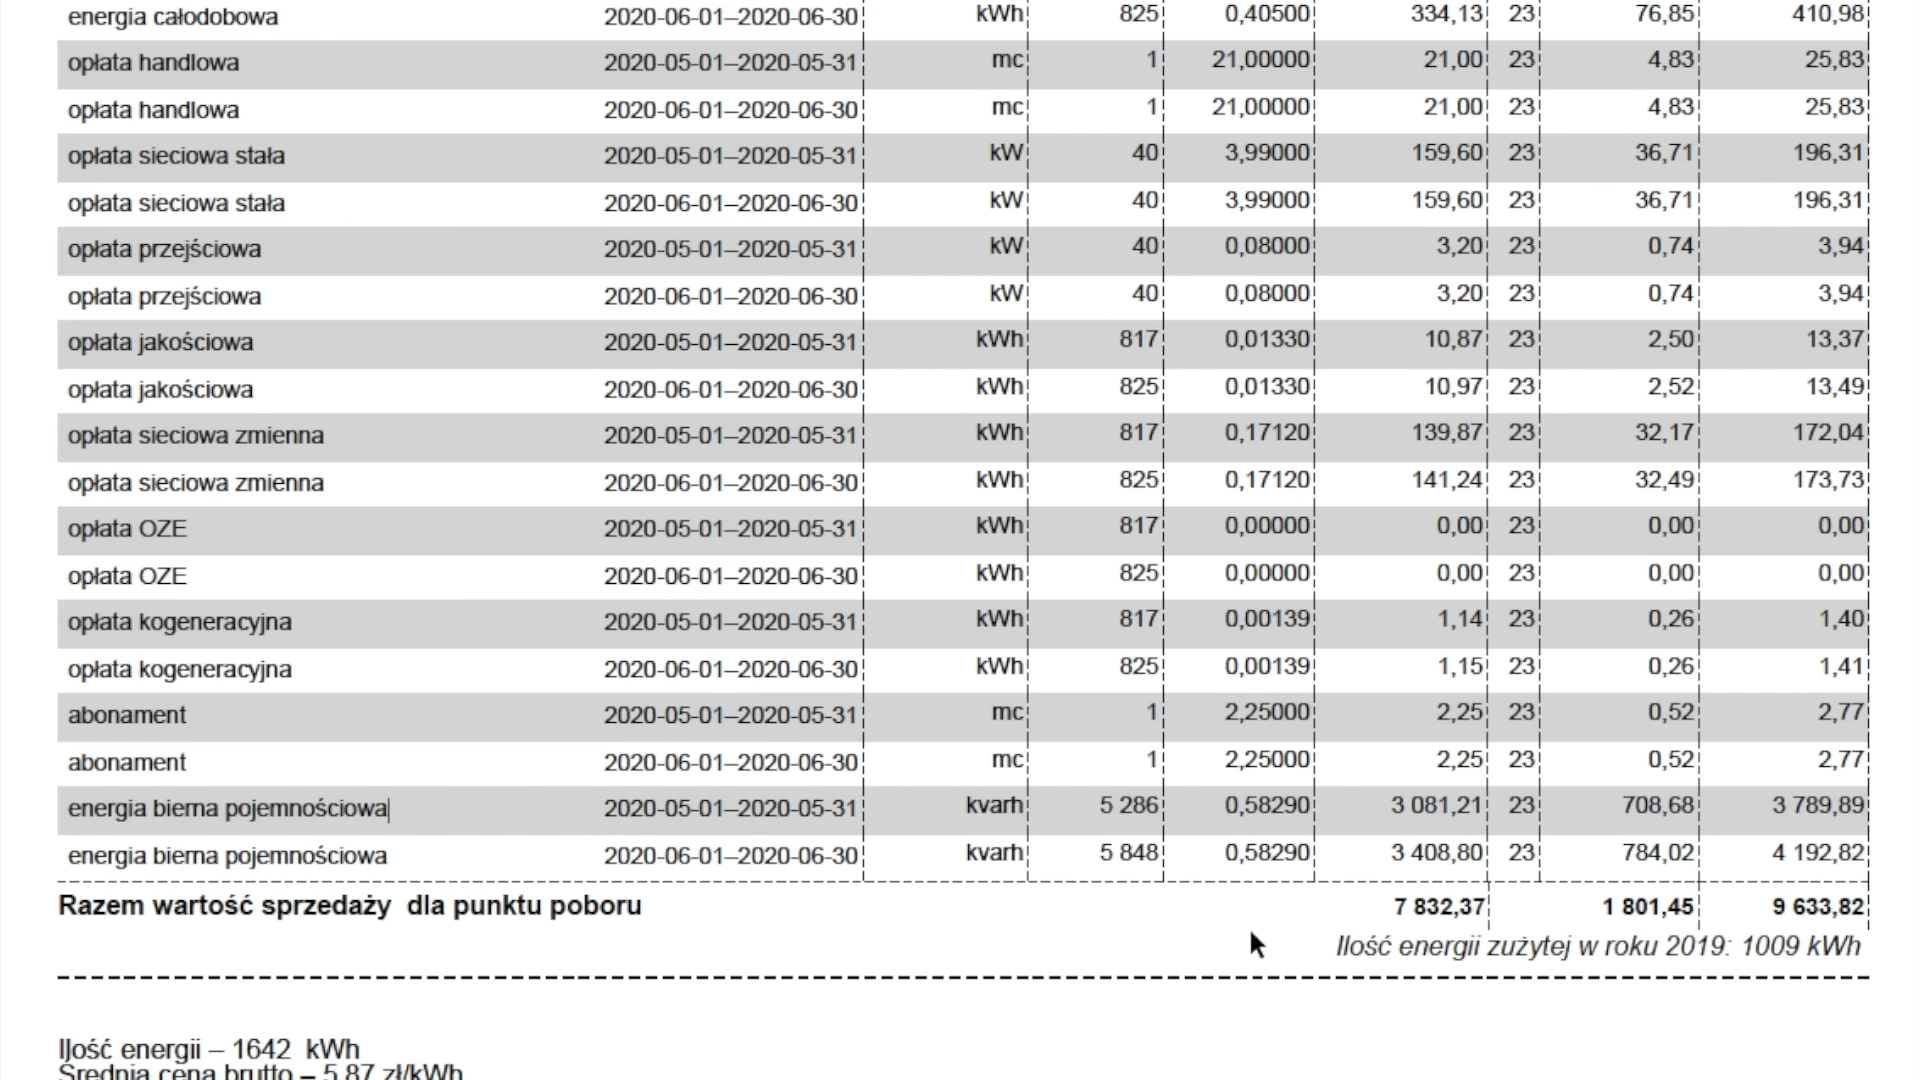 energia całodobowa 2020-06-01–2020-06-30 kWh 825 0,40500 334,13 23 76,85 410,98
opłata handlowa 2020-05-01–2020-05-31 mc 1 21,00000 21,00 23 4,83 25,83
opłata handlowa 2020-06-01–2020-06-30 mc 1 21,00000 21,00 23 4,83 25,83
opłata sieciowa stała 2020-05-01–2020-05-31 kW 40 3,99000 159,60 23 36,71 196,31
opłata sieciowa stała 2020-06-01–2020-06-30 kW 40 3,99000 159,60 23 36,71 196,31
opłata przejściowa 2020-05-01–2020-05-31 kW 40 0,08000 3,20 23 0,74 3,94
opłata przejściowa 2020-06-01–2020-06-30 kW 40 0,08000 3,20 23 0,74 3,94
opłata jakościowa 2020-05-01–2020-05-31 kWh 817 0,01330 10,87 23 2,50 13,37
opłata jakościowa 2020-06-01–2020-06-30 kWh 825 0,01330 10,97 23 2,52 13,49
opłata sieciowa zmienna 2020-05-01–2020-05-31 kWh 817 0,17120 139,87 23 32,17 172,04
opłata sieciowa zmienna 2020-06-01–2020-06-30 kWh 825 0,17120 141,24 23 32,49 173,73
opłata OZE 2020-05-01–2020-05-31 kWh 817 0,00000 0,00 23 0,00 0,00
opłata OZE 2020-06-01–2020-06-30 kWh 825 0,00000 0,00 23 0,00 0,00
opłata kogeneracyjna 2020-05-01–2020-05-31 kWh 817 0,00139 1,14 23 0,26 1,40
opłata kogeneracyjna 2020-06-01–2020-06-30 kWh 825 0,00139 1,15 23 0,26 1,41
abonament 2020-05-01–2020-05-31 mc 1 2,25000 2,25 23 0,52 2,77
abonament 2020-06-01–2020-06-30 mc 1 2,25000 2,25 23 0,52 2,77
energia bierna pojemnościowa 2020-05-01–2020-05-31 kvarh 5 286 0,58290 3 081,21 23 708,68 3 789,89
energia bierna pojemnościowa 2020-06-01–2020-06-30 kvarh 5 848 0,58290 3 408,80 23 784,02 4 192,82
Razem wartość sprzedaży dla punktu poboru 7 832,37 1 801,45 9 633,82
Ilość energii zużytej w roku 2019: 1009 kWh
Ilość energii – 1642 kWh
Średnia cena brutto – 5,87 zł/kWh